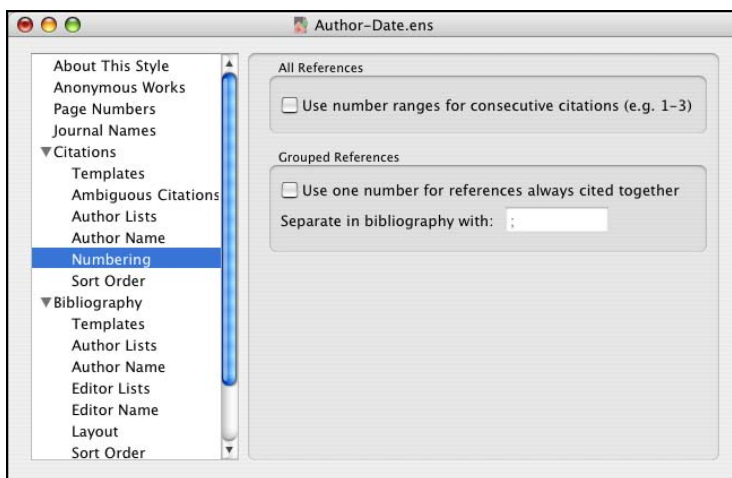 Author-Date.ens
About This Style
Anonymous Works
Page Numbers
Journal Names
Citations
Templates
Ambiguous Citations
Author Lists
Author Name
Numbering
Sort Order
Bibliography
Templates
Author Lists
Author Name
Editor Lists
Editor Name
Layout
Sort Order
All References
Use number ranges for consecutive citations (e.g. 1-3)
Grouped References
Use one number for references always cited together
Separate in bibliography with: ;